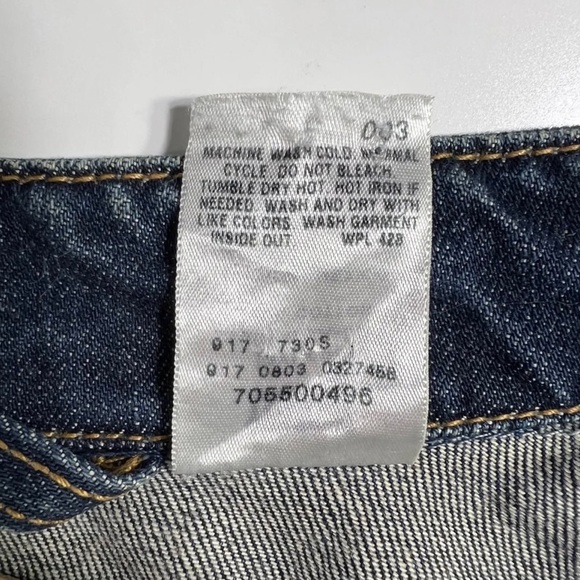 003
MACHINE WASH COLD. NORMAL
CYCLE. DO NOT BLEACH.
TUMBLE DRY HOT. HOT IRON IF
NEEDED. WASH AND DRY WITH
LIKE COLORS. WASH GARMENT
INSIDE OUT. WPL 423
917 730S
917 0803 0327458
705500496